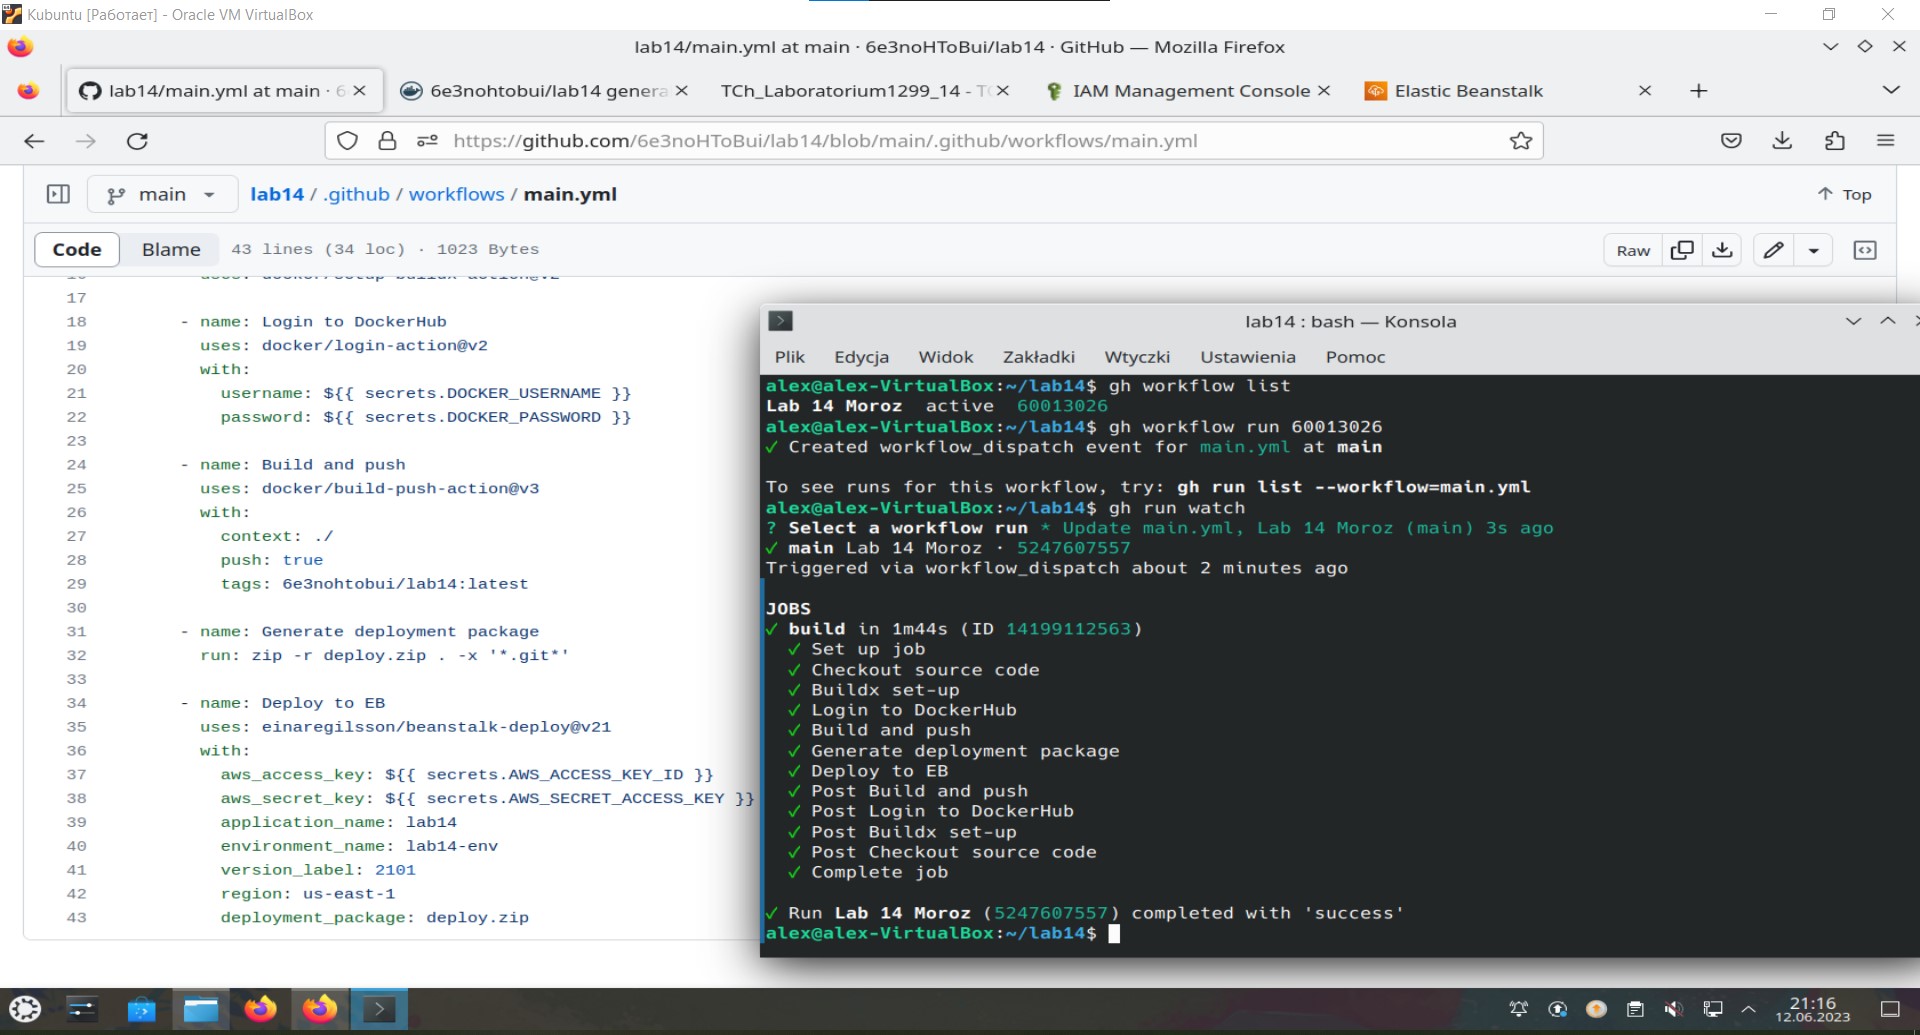 Kubuntu [Работает] - Oracle VM VirtualBox
lab14/main.yml at main · 6e3noHToBui/lab14 · GitHub — Mozilla Firefox
lab14/main.yml at main · 6
6e3nohtobui/lab14 genera
TCh_Laboratorium1299_14 - TC
IAM Management Console
Elastic Beanstalk
https://github.com/6e3noHToBui/lab14/blob/main/.github/workflows/main.yml
main
lab14 / .github / workflows / main.yml
Top
Code
Blame
43 lines (34 loc) · 1023 Bytes
Raw
16 uses: docker/setup-buildx-action@v2
17
18 - name: Login to DockerHub
19 uses: docker/login-action@v2
20 with:
21 username: ${{ secrets.DOCKER_USERNAME }}
22 password: ${{ secrets.DOCKER_PASSWORD }}
23
24 - name: Build and push
25 uses: docker/build-push-action@v3
26 with:
27 context: ./
28 push: true
29 tags: 6e3nohtobui/lab14:latest
30
31 - name: Generate deployment package
32 run: zip -r deploy.zip . -x '*.git*'
33
34 - name: Deploy to EB
35 uses: einaregilsson/beanstalk-deploy@v21
36 with:
37 aws_access_key: ${{ secrets.AWS_ACCESS_KEY_ID }}
38 aws_secret_key: ${{ secrets.AWS_SECRET_ACCESS_KEY }}
39 application_name: lab14
40 environment_name: lab14-env
41 version_label: 2101
42 region: us-east-1
43 deployment_package: deploy.zip
lab14 : bash — Konsola
Plik Edycja Widok Zakładki Wtyczki Ustawienia Pomoc
alex@alex-VirtualBox:~/lab14$ gh workflow list
Lab 14 Moroz active 60013026
alex@alex-VirtualBox:~/lab14$ gh workflow run 60013026
✓ Created workflow_dispatch event for main.yml at main
To see runs for this workflow, try: gh run list --workflow=main.yml
alex@alex-VirtualBox:~/lab14$ gh run watch
? Select a workflow run * Update main.yml, Lab 14 Moroz (main) 3s ago
✓ main Lab 14 Moroz · 5247607557
Triggered via workflow_dispatch about 2 minutes ago
JOBS
✓ build in 1m44s (ID 14199112563)
✓ Set up job
✓ Checkout source code
✓ Buildx set-up
✓ Login to DockerHub
✓ Build and push
✓ Generate deployment package
✓ Deploy to EB
✓ Post Build and push
✓ Post Login to DockerHub
✓ Post Buildx set-up
✓ Post Checkout source code
✓ Complete job
✓ Run Lab 14 Moroz (5247607557) completed with 'success'
alex@alex-VirtualBox:~/lab14$
21:16
12.06.2023